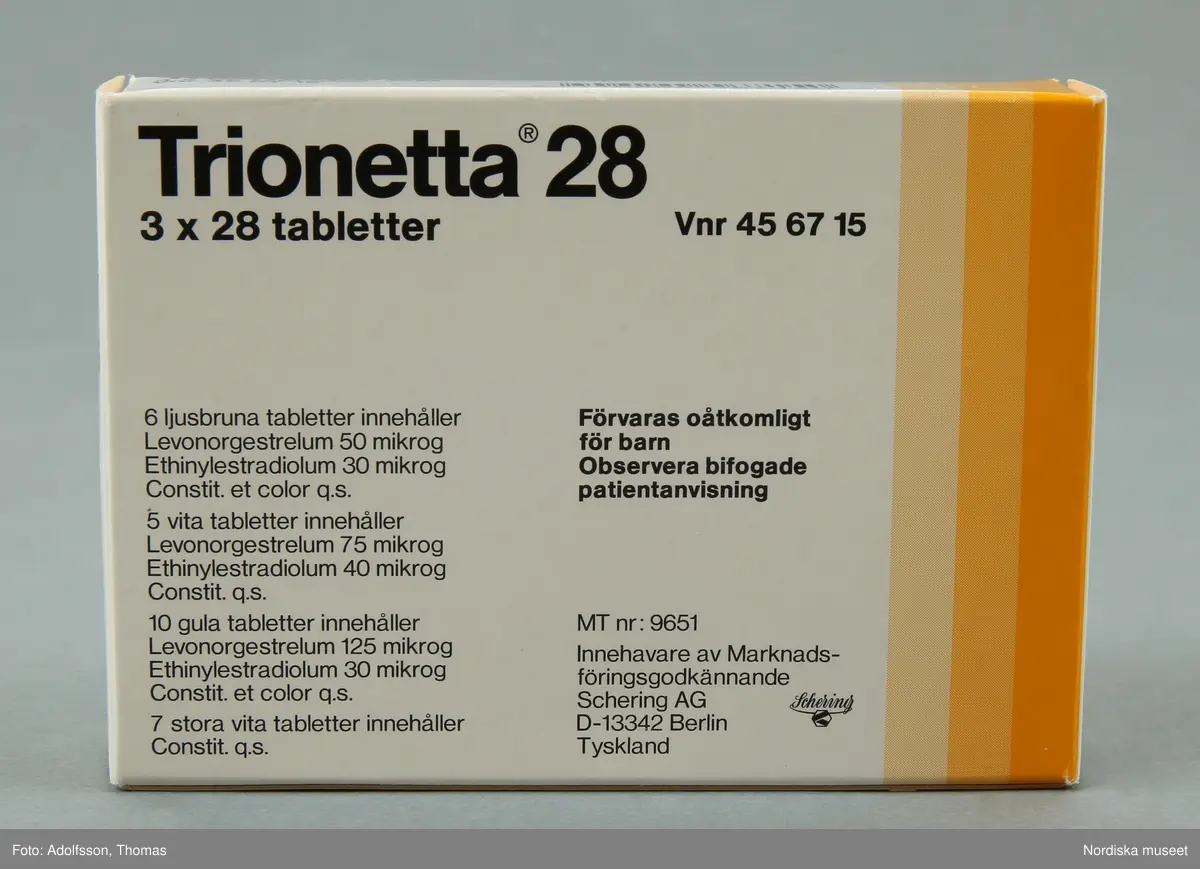 Trionetta® 28
3 x 28 tabletter
Vnr 45 67 15
6 ljusbruna tabletter innehåller
Levonorgestrelum 50 mikrog
Ethinylestradiolum 30 mikrog
Constit. et color q.s.
5 vita tabletter innehåller
Levonorgestrelum 75 mikrog
Ethinylestradiolum 40 mikrog
Constit. q.s.
10 gula tabletter innehåller
Levonorgestrelum 125 mikrog
Ethinylestradiolum 30 mikrog
Constit. et color q.s.
7 stora vita tabletter innehåller
Constit. q.s.
Förvaras oåtkomligt
för barn
Observera bifogade
patientanvisning
MT nr: 9651
Innehavare av Marknads-
föringsgodkännande
Schering AG
D-13342 Berlin
Tyskland
Schering
Foto: Adolfsson, Thomas
Nordiska museet